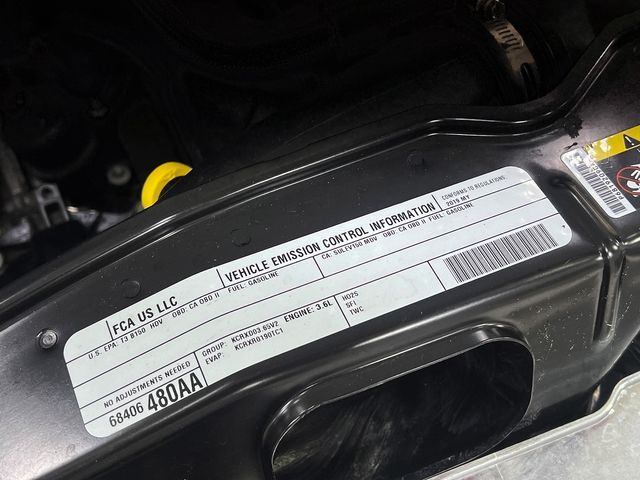 FCA US LLC
VEHICLE EMISSION CONTROL INFORMATION
CONFORMS TO REGULATIONS:
2019 MY
U.S. EPA: T3 B150 HDV OBD: CA OBD II FUEL: GASOLINE
CA: SULEV150 MDV OBD: CA OBD II FUEL: GASOLINE
NO ADJUSTMENTS NEEDED
68406 480AA
GROUP: KCRXD03.65V2
EVAP: KCRXR0190TC1
ENGINE: 3.6L
HO2S
SFI
TWC